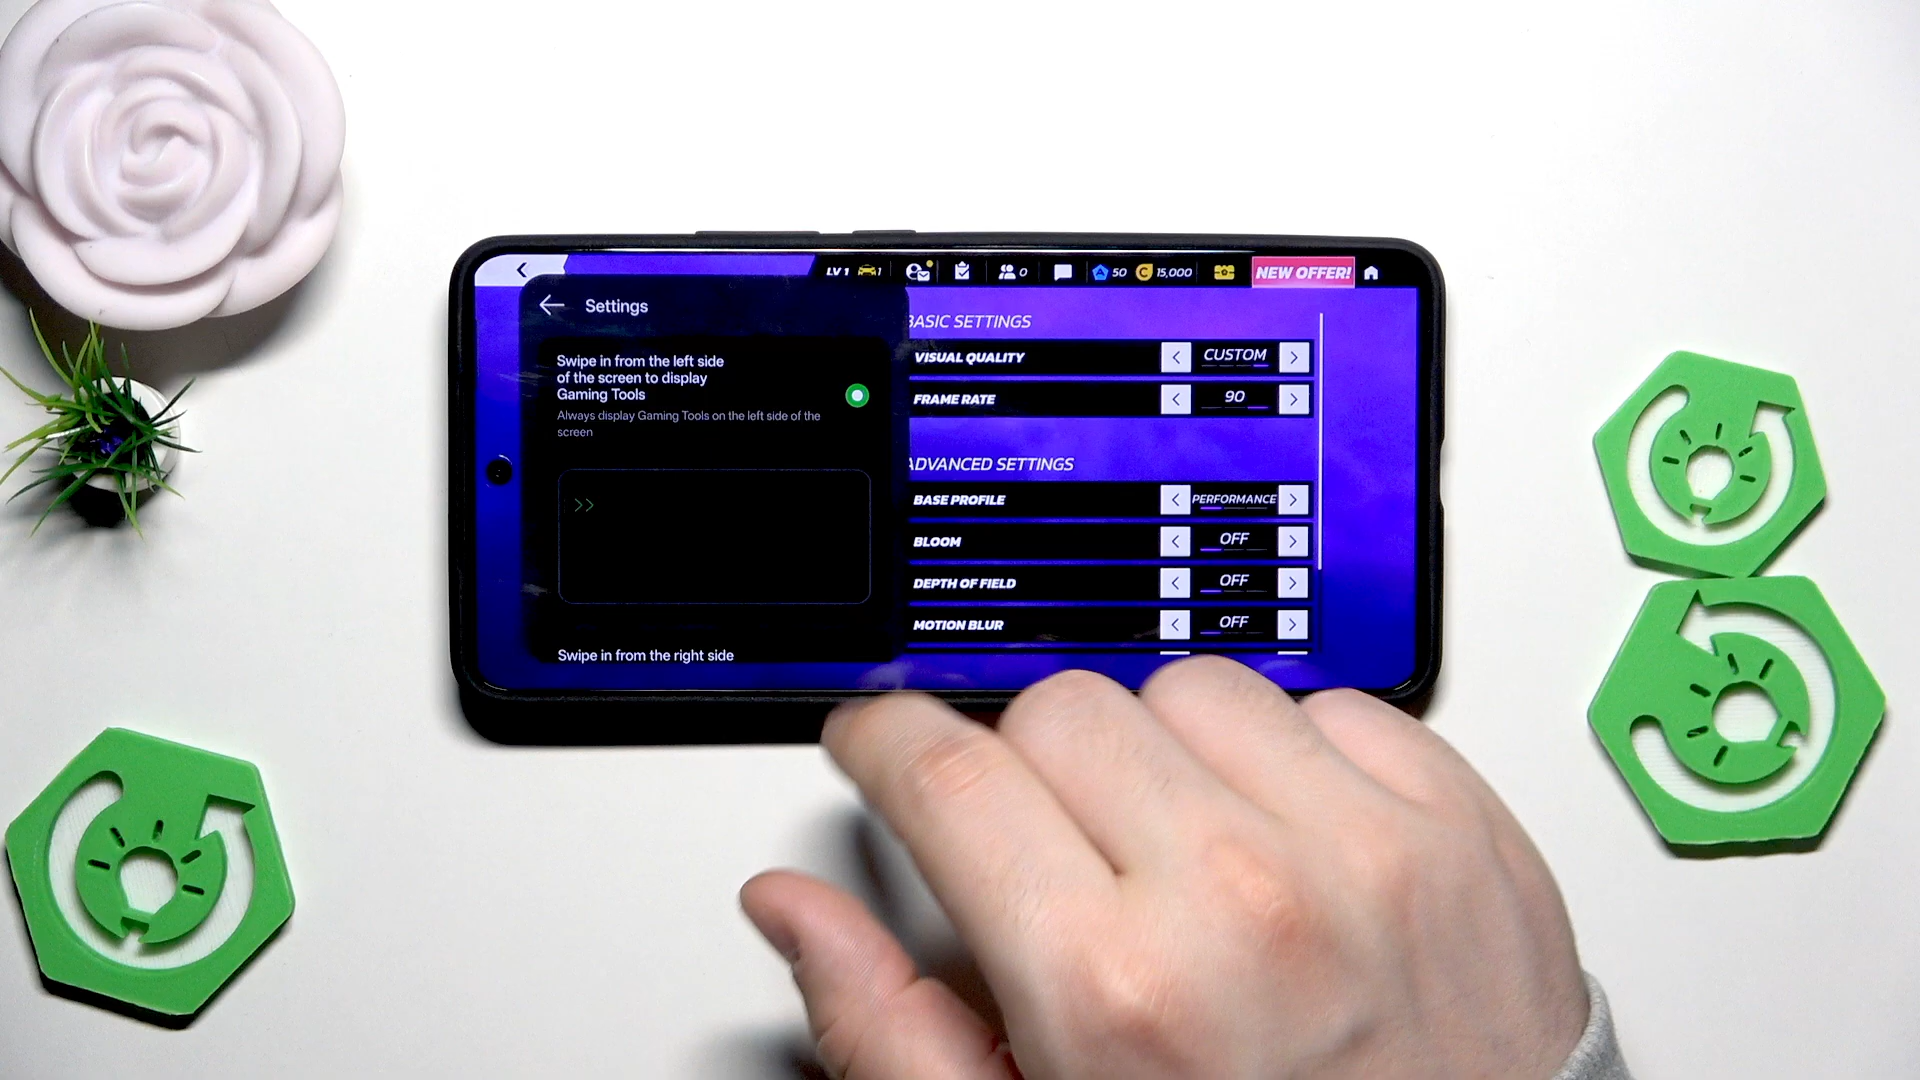 LV 1
1
0
50
15,000
NEW OFFER!
Settings
Swipe in from the left side
of the screen to display
Gaming Tools
Always display Gaming Tools on the left side of the
screen
>>
Swipe in from the right side
BASIC SETTINGS
VISUAL QUALITY
CUSTOM
FRAME RATE
90
ADVANCED SETTINGS
BASE PROFILE
PERFORMANCE
BLOOM
OFF
DEPTH OF FIELD
OFF
MOTION BLUR
OFF